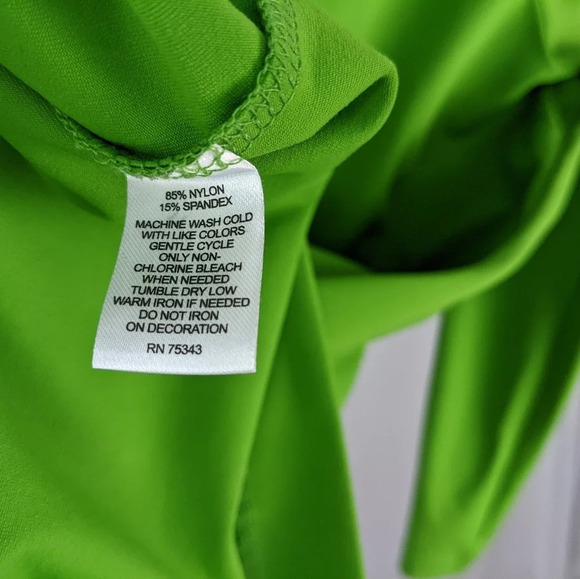 85% NYLON
15% SPANDEX
MACHINE WASH COLD
WITH LIKE COLORS
GENTLE CYCLE
ONLY NON-
CHLORINE BLEACH
WHEN NEEDED
TUMBLE DRY LOW
WARM IRON IF NEEDED
DO NOT IRON
ON DECORATION
RN 75343